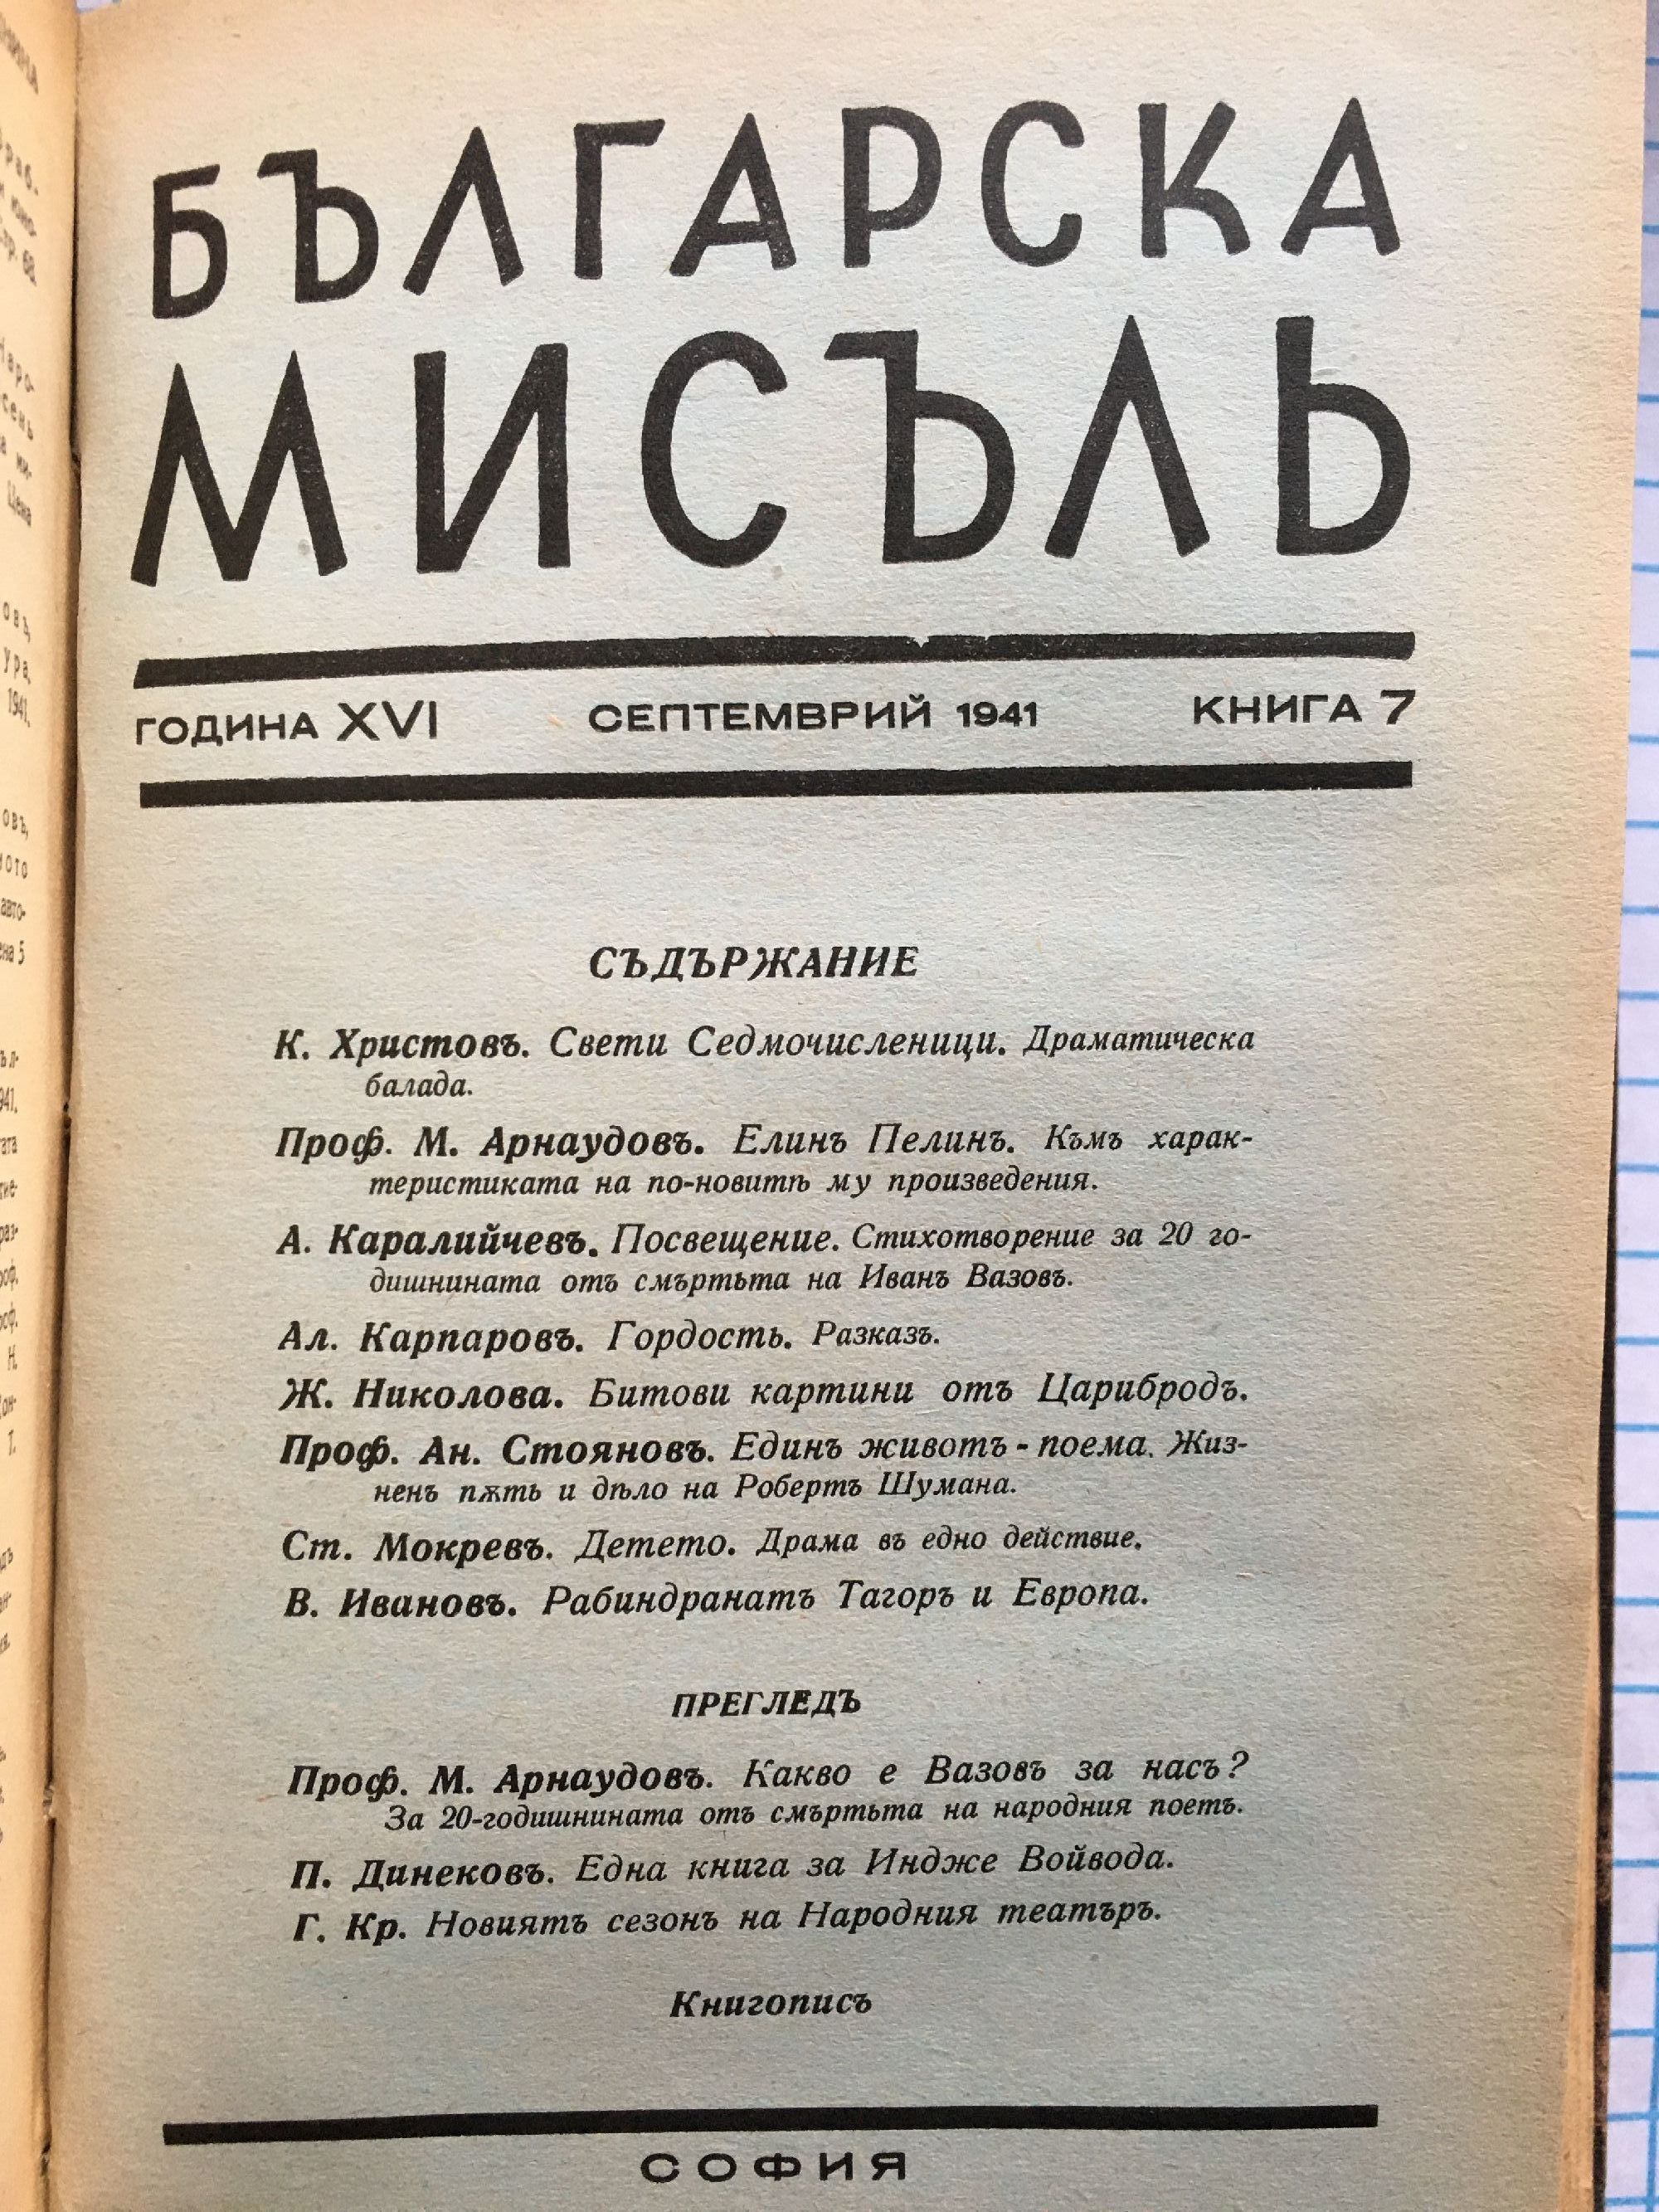 БЪЛГАРСКА
МИСЪЛЬ
ГОДИНА XVI СЕПТЕМВРИЙ 1941 КНИГА 7
СЪДЪРЖАНИЕ
К. Христовъ. Свети Седмочисленици. Драматическа
балада.
Проф. М. Арнаудовъ. Елинъ Пелинъ. Къмъ харак-
теристиката на по-новитѣ му произведения.
А. Каралийчевъ. Посвещение. Стихотворение за 20 го-
дишнината отъ смъртьта на Иванъ Вазовъ.
Ал. Карпаровъ. Гордость. Разказъ.
Ж. Николова. Битови картини отъ Царибродъ.
Проф. Ан. Стояновъ. Единъ животъ - поема. Жиз-
ненъ пѫть и дѣло на Робертъ Шумана.
Ст. Мокревъ. Детето. Драма въ едно действие.
В. Ивановъ. Рабиндранатъ Тагоръ и Европа.
ПРЕГЛЕДЪ
Проф. М. Арнаудовъ. Какво е Вазовъ за насъ?
За 20-годишнината отъ смъртьта на народния поетъ.
П. Динековъ. Една книга за Индже Войвода.
Г. Кр. Новиятъ сезонъ на Народния театъръ.
Книгописъ
СОФИЯ